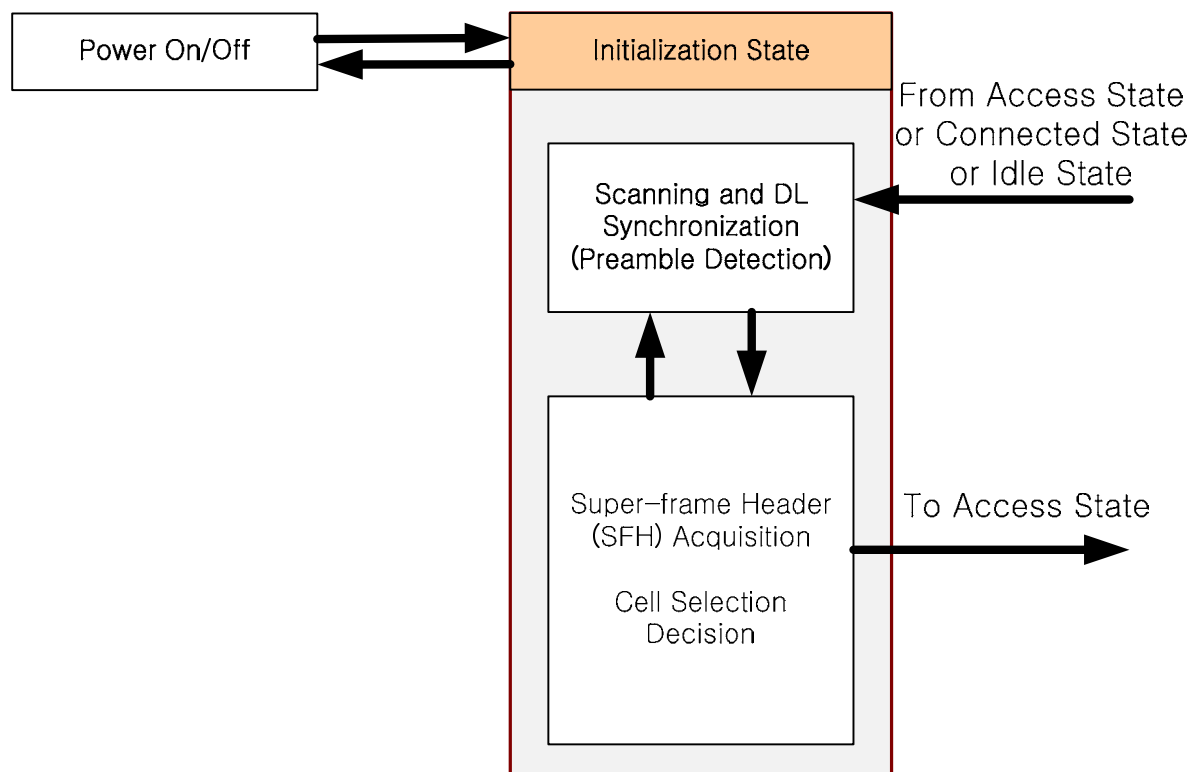 Power On/Off
Initialization State
From Access State
or Connected State
or Idle State
Scanning and DL
Synchronization
(Preamble Detection)
Super-frame Header
(SFH) Acquisition
Cell Selection
Decision
To Access State